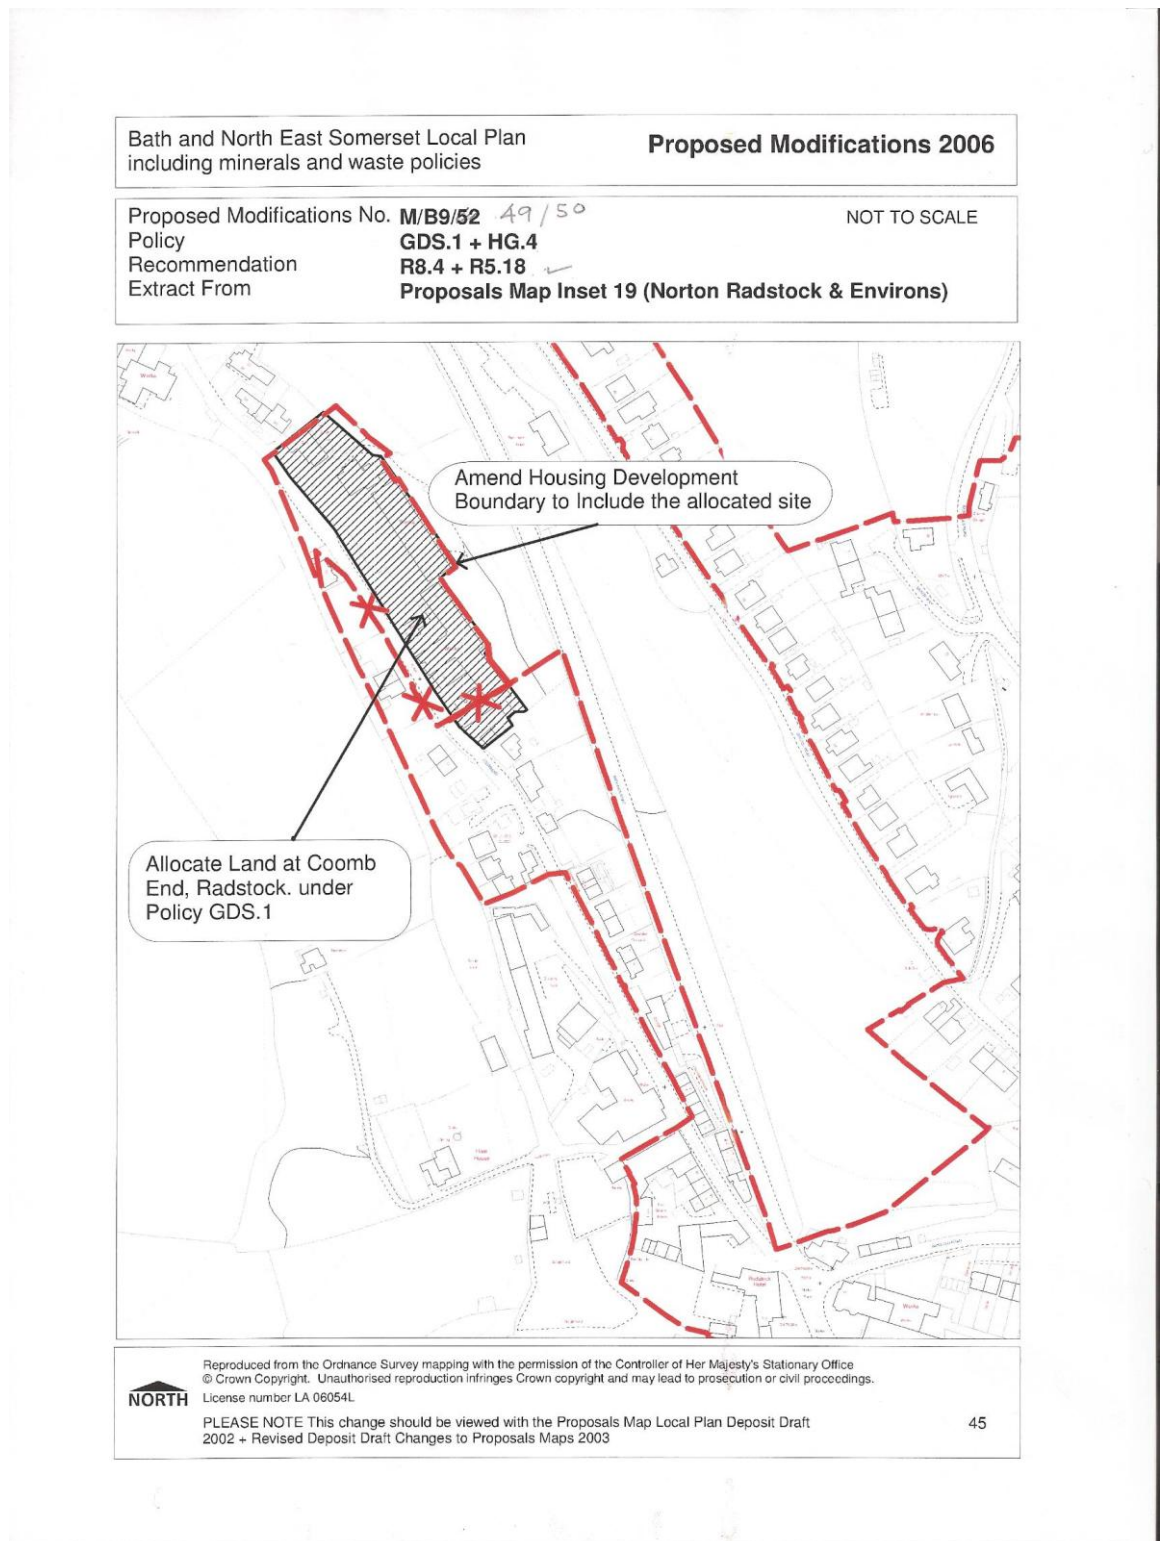 Bath and North East Somerset Local Plan
including minerals and waste policies
Proposed Modifications 2006
Proposed Modifications No. M/B9/52 49/50
NOT TO SCALE
Policy GDS.1 + HG.4
Recommendation R8.4 + R5.18 ✓
Extract From Proposals Map Inset 19 (Norton Radstock & Environs)
Works
Amend Housing Development
Boundary to Include the allocated site
Allocate Land at Coomb
End, Radstock. under
Policy GDS.1
Radstock
Hotel
Works
Reproduced from the Ordnance Survey mapping with the permission of the Controller of Her Majesty's Stationary Office
© Crown Copyright. Unauthorised reproduction infringes Crown copyright and may lead to prosecution or civil proceedings.
NORTH
License number LA 06054L
PLEASE NOTE This change should be viewed with the Proposals Map Local Plan Deposit Draft
2002 + Revised Deposit Draft Changes to Proposals Maps 2003
45